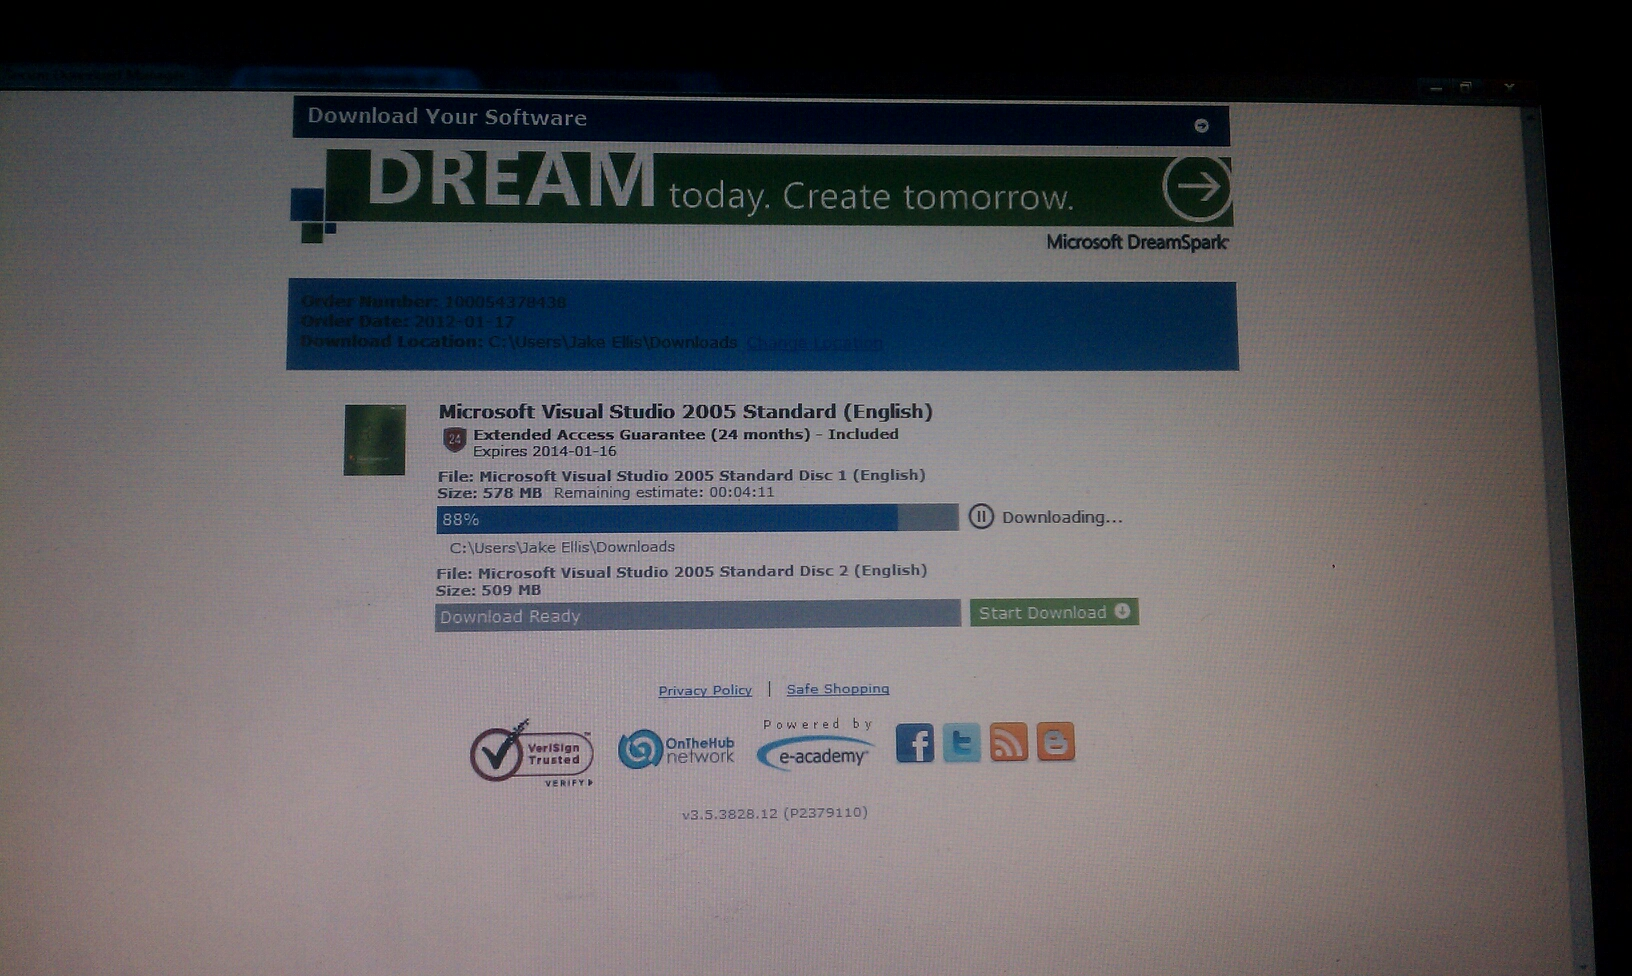 Download Your Software
DREAM today. Create tomorrow.
Microsoft DreamSpark
Order Number: 100054378438
Order Date: 2012-01-17
Download Location: C:\Users\Jake Ellis\Downloads Change Location
Microsoft Visual Studio 2005 Standard (English)
24 Extended Access Guarantee (24 months) - Included
Expires 2014-01-16
File: Microsoft Visual Studio 2005 Standard Disc 1 (English)
Size: 578 MB Remaining estimate: 00:04:11
88% Downloading...
C:\Users\Jake Ellis\Downloads
File: Microsoft Visual Studio 2005 Standard Disc 2 (English)
Size: 509 MB
Download Ready Start Download
Privacy Policy | Safe Shopping
VeriSign Trusted
VERIFY
OnTheHub network
Powered by
e-academy
v3.5.3828.12 (P2379110)